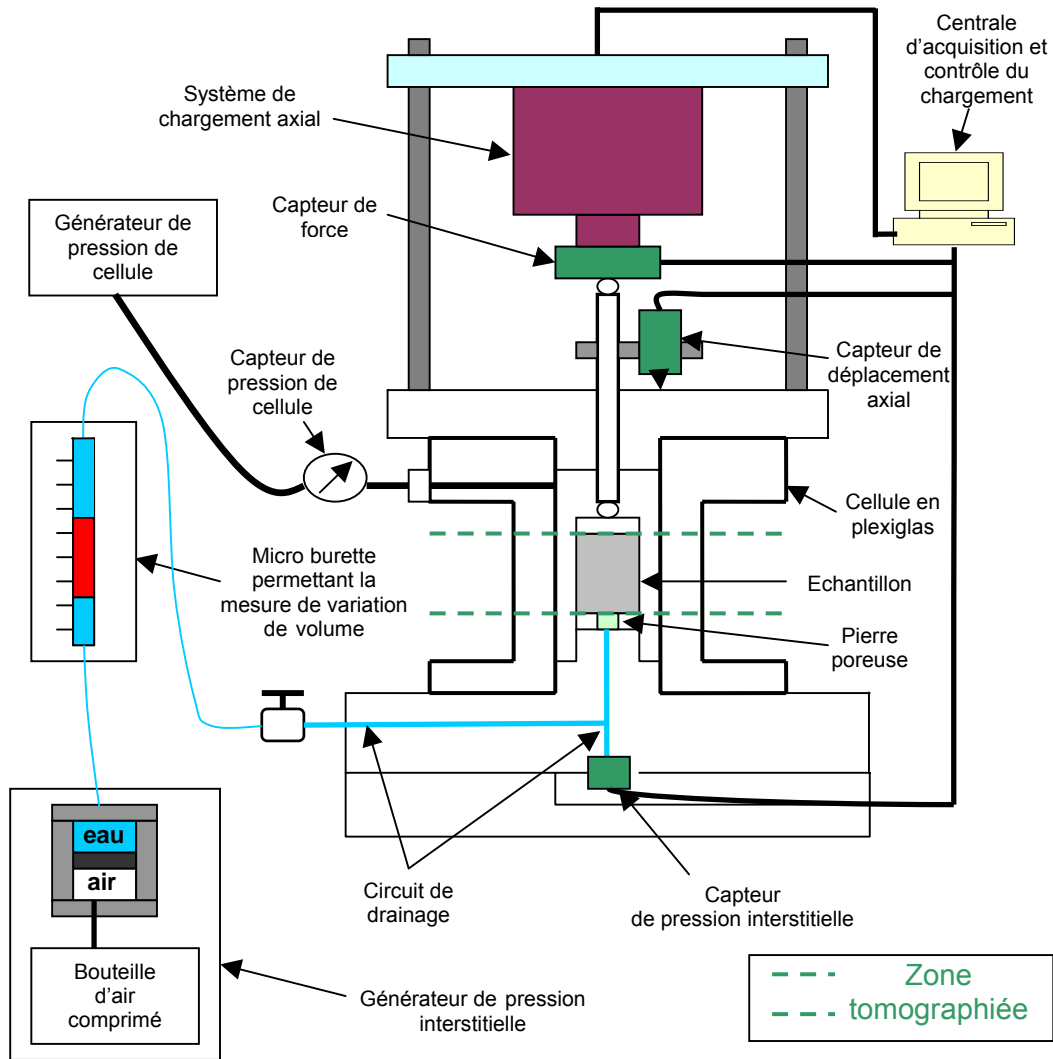 Centrale
d'acquisition et
contrôle du
chargement
Système de
chargement axial
Capteur de
force
Générateur de
pression de
cellule
Capteur de
pression de
cellule
Capteur de
déplacement
axial
Cellule en
plexiglas
Micro burette
permettant la
mesure de variation
de volume
Echantillon
Pierre
poreuse
eau
air
Circuit de
drainage
Capteur
de pression interstitielle
Bouteille
d'air
comprimé
Générateur de pression
interstitielle
Zone
tomographiée